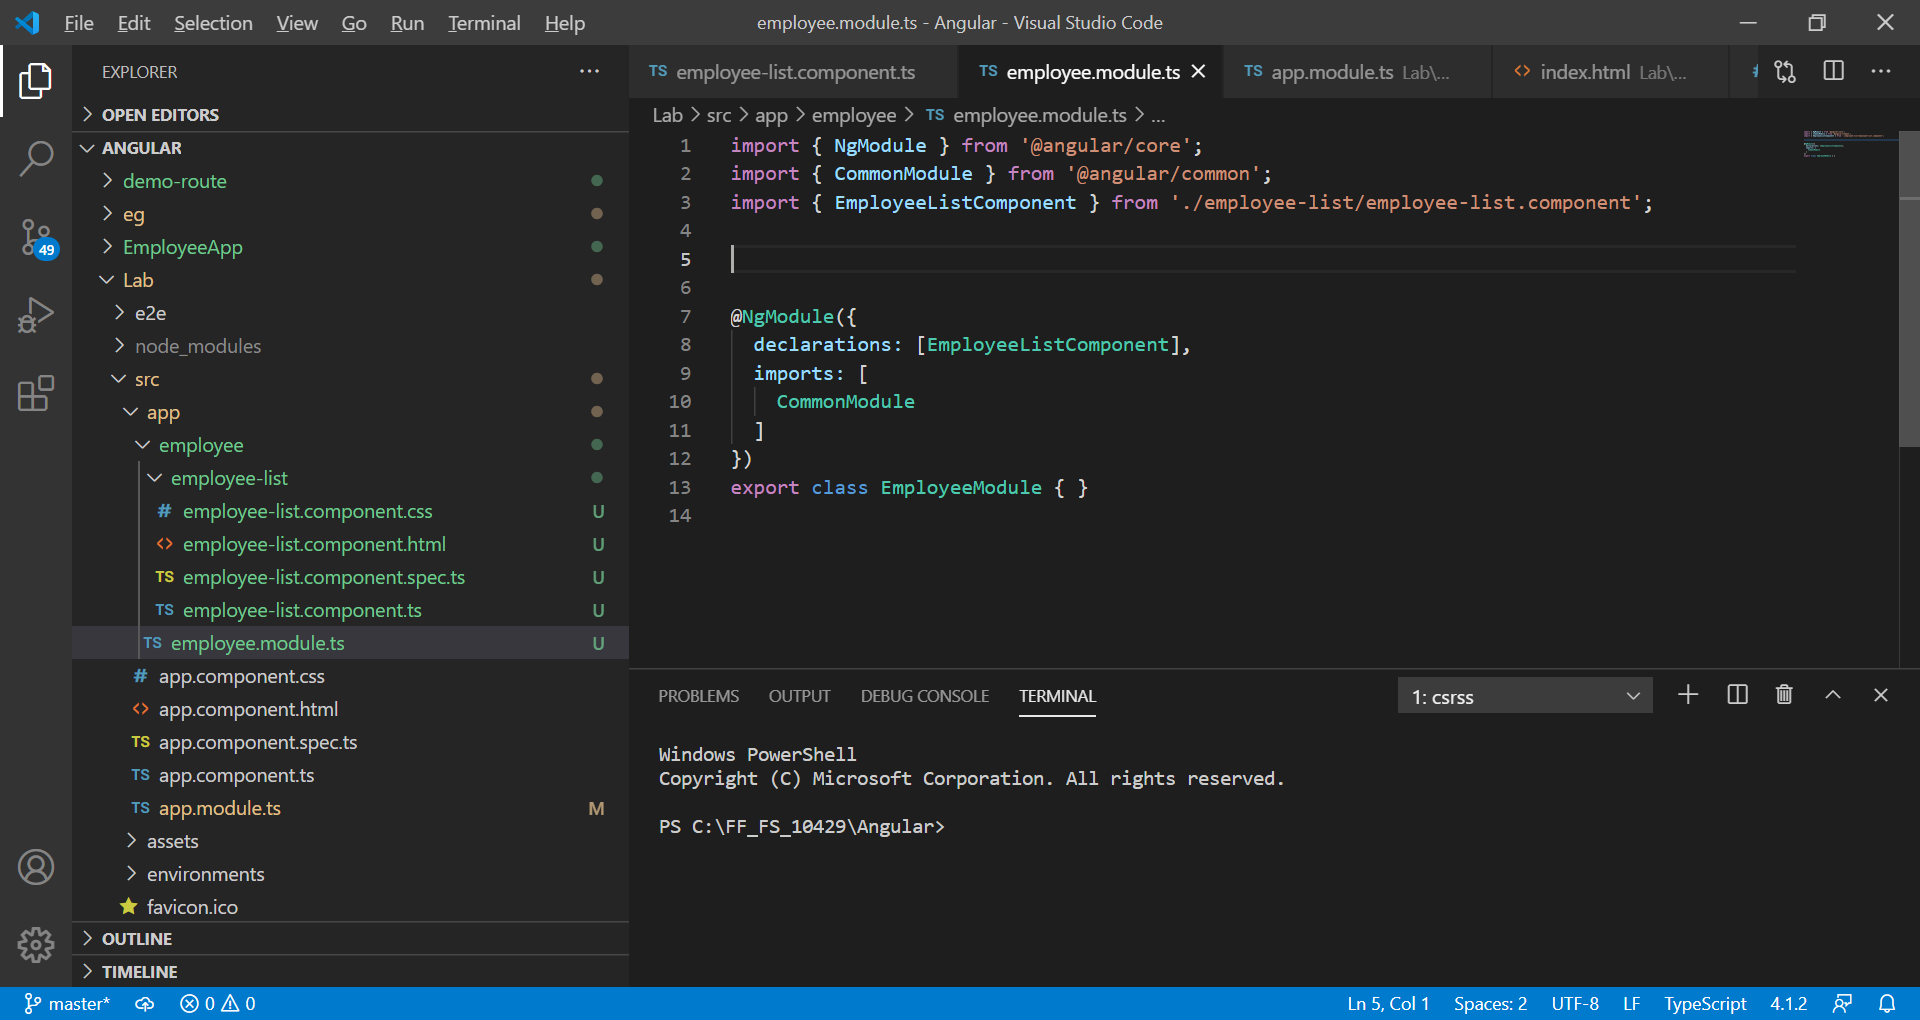 File Edit Selection View Go Run Terminal Help
employee.module.ts - Angular - Visual Studio Code
EXPLORER
OPEN EDITORS
ANGULAR
demo-route
eg
EmployeeApp
Lab
e2e
node_modules
src
app
employee
employee-list
# employee-list.component.css U
<> employee-list.component.html U
TS employee-list.component.spec.ts U
TS employee-list.component.ts U
TS employee.module.ts U
# app.component.css
<> app.component.html
TS app.component.spec.ts
TS app.component.ts
TS app.module.ts M
assets
environments
favicon.ico
OUTLINE
TIMELINE
49
TS employee-list.component.ts TS employee.module.ts TS app.module.ts Lab\... <> index.html Lab\...
Lab > src > app > employee > TS employee.module.ts > ...
1 import { NgModule } from '@angular/core';
2 import { CommonModule } from '@angular/common';
3 import { EmployeeListComponent } from './employee-list/employee-list.component';
4
5
6
7 @NgModule({
8 declarations: [EmployeeListComponent],
9 imports: [
10 CommonModule
11 ]
12 })
13 export class EmployeeModule { }
14
PROBLEMS OUTPUT DEBUG CONSOLE TERMINAL 1: csrss
Windows PowerShell
Copyright (C) Microsoft Corporation. All rights reserved.
PS C:\FF_FS_10429\Angular>
master* 0 0 Ln 5, Col 1 Spaces: 2 UTF-8 LF TypeScript 4.1.2